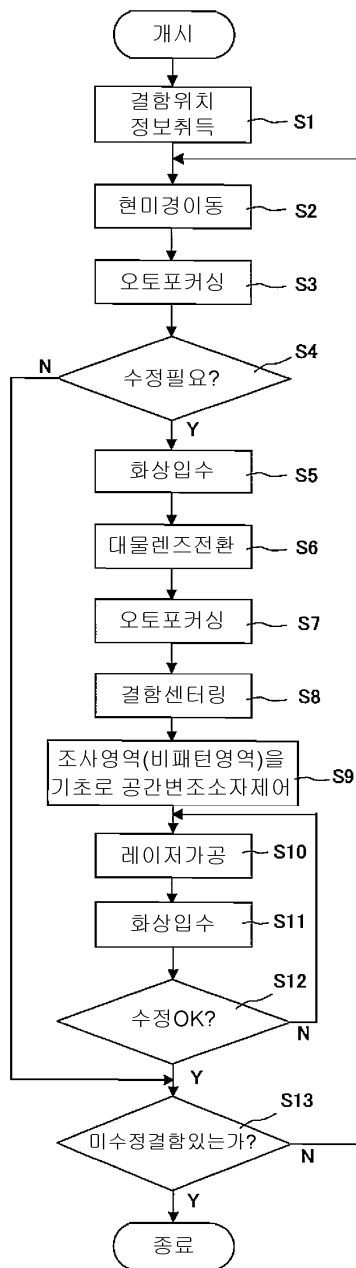 개시
결함위치
정보취득
S1
현미경이동
S2
오토포커싱
S3
수정필요?
S4
N
Y
화상입수
S5
대물렌즈전환
S6
오토포커싱
S7
결함센터링
S8
조사영역(비패턴영역)을
기초로 공간변조소자제어
S9
레이저가공
S10
화상입수
S11
수정OK?
S12
N
Y
미수정결함있는가?
S13
N
Y
종료